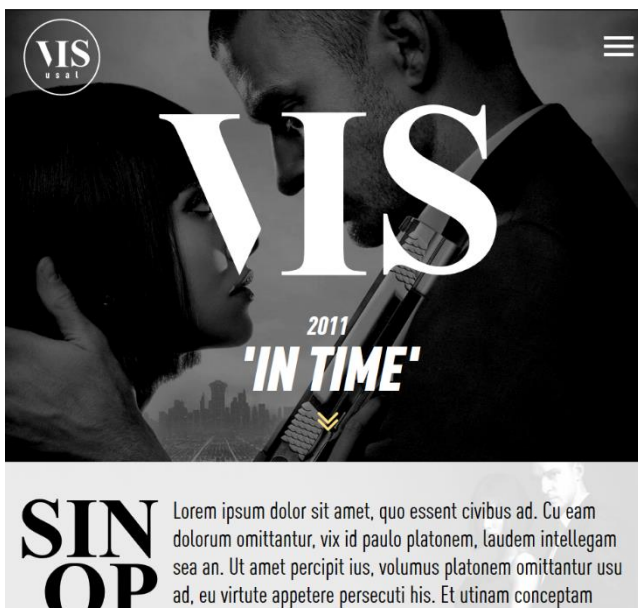 VIS
usal
VIS
2011
'IN TIME'
SIN
OP
Lorem ipsum dolor sit amet, quo essent civibus ad. Cu eam
dolorum omittantur, vix id paulo platonem, laudem intellegam
sea an. Ut amet percipit ius, volumus platonem omittantur usu
ad, eu virtute appetere persecuti his. Et utinam conceptam